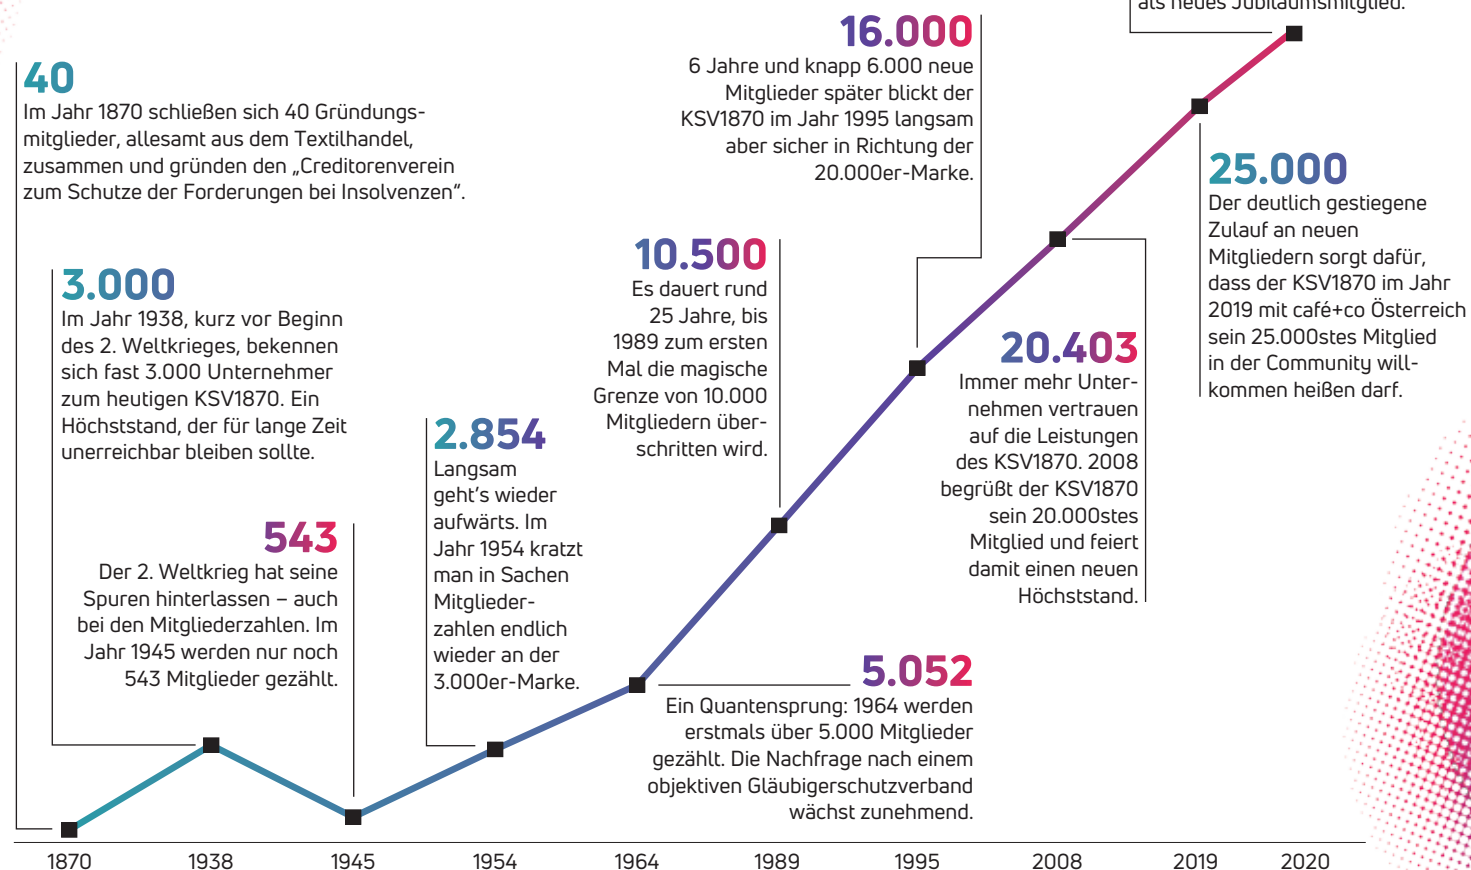 als neues Jubiläumsmitglied.
40
Im Jahr 1870 schließen sich 40 Gründungs-
mitglieder, allesamt aus dem Textilhandel,
zusammen und gründen den „Creditorenverein
zum Schutze der Forderungen bei Insolvenzen“.
3.000
Im Jahr 1938, kurz vor Beginn
des 2. Weltkrieges, bekennen
sich fast 3.000 Unternehmer
zum heutigen KSV1870. Ein
Höchststand, der für lange Zeit
unerreichbar bleiben sollte.
543
Der 2. Weltkrieg hat seine
Spuren hinterlassen – auch
bei den Mitgliederzahlen. Im
Jahr 1945 werden nur noch
543 Mitglieder gezählt.
2.854
Langsam
geht’s wieder
aufwärts. Im
Jahr 1954 kratzt
man in Sachen
Mitglieder-
zahlen endlich
wieder an der
3.000er-Marke.
5.052
Ein Quantensprung: 1964 werden
erstmals über 5.000 Mitglieder
gezählt. Die Nachfrage nach einem
objektiven Gläubigerschutzverband
wächst zunehmend.
10.500
Es dauert rund
25 Jahre, bis
1989 zum ersten
Mal die magische
Grenze von 10.000
Mitgliedern über-
schritten wird.
16.000
6 Jahre und knapp 6.000 neue
Mitglieder später blickt der
KSV1870 im Jahr 1995 langsam
aber sicher in Richtung der
20.000er-Marke.
20.403
Immer mehr Unter-
nehmen vertrauen
auf die Leistungen
des KSV1870. 2008
begrüßt der KSV1870
sein 20.000stes
Mitglied und feiert
damit einen neuen
Höchststand.
25.000
Der deutlich gestiegene
Zulauf an neuen
Mitgliedern sorgt dafür,
dass der KSV1870 im Jahr
2019 mit café+co Österreich
sein 25.000stes Mitglied
in der Community will-
kommen heißen darf.
1870 1938 1945 1954 1964 1989 1995 2008 2019 2020